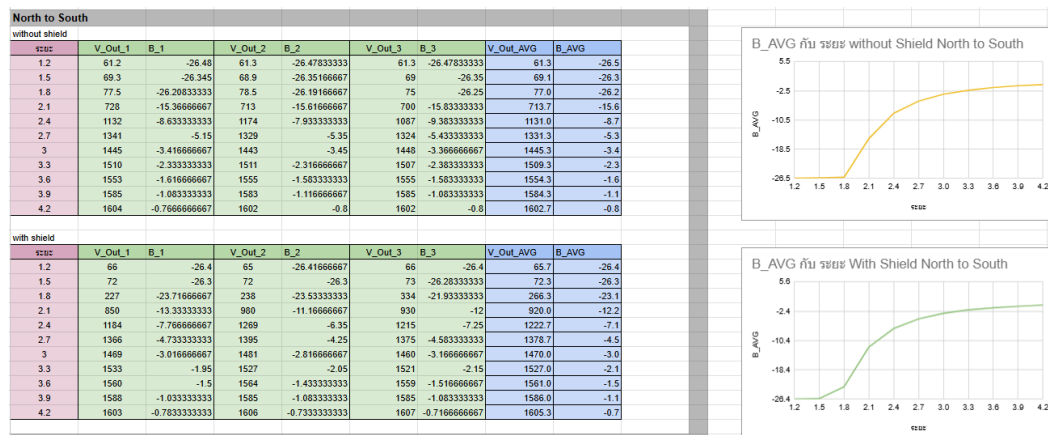 North to South
without shield
ระยะ V_Out_1 B_1 V_Out_2 B_2 V_Out_3 B_3 V_Out_AVG B_AVG
1.2 61.2 -26.48 61.3 -26.47833333 61.3 -26.47833333 61.3 -26.5
1.5 69.3 -26.345 68.9 -26.35166667 69 -26.35 69.1 -26.3
1.8 77.5 -26.20833333 78.5 -26.19166667 75 -26.25 77.0 -26.2
2.1 728 -15.36666667 713 -15.61666667 700 -15.83333333 713.7 -15.6
2.4 1132 -8.633333333 1174 -7.933333333 1087 -9.383333333 1131.0 -8.7
2.7 1341 -5.15 1329 -5.35 1324 -5.433333333 1331.3 -5.3
3 1445 -3.416666667 1443 -3.45 1448 -3.366666667 1445.3 -3.4
3.3 1510 -2.333333333 1511 -2.316666667 1507 -2.383333333 1509.3 -2.3
3.6 1553 -1.616666667 1555 -1.583333333 1555 -1.583333333 1554.3 -1.6
3.9 1585 -1.083333333 1583 -1.116666667 1585 -1.083333333 1584.3 -1.1
4.2 1604 -0.7666666667 1602 -0.8 1602 -0.8 1602.7 -0.8
with shield
ระยะ V_Out_1 B_1 V_Out_2 B_2 V_Out_3 B_3 V_Out_AVG B_AVG
1.2 66 -26.4 65 -26.41666667 66 -26.4 65.7 -26.4
1.5 72 -26.3 72 -26.3 73 -26.28333333 72.3 -26.3
1.8 227 -23.71666667 238 -23.53333333 334 -21.93333333 266.3 -23.1
2.1 850 -13.33333333 980 -11.16666667 930 -12 920.0 -12.2
2.4 1184 -7.766666667 1269 -6.35 1215 -7.25 1222.7 -7.1
2.7 1366 -4.733333333 1395 -4.25 1375 -4.583333333 1378.7 -4.5
3 1469 -3.016666667 1481 -2.816666667 1460 -3.166666667 1470.0 -3.0
3.3 1533 -1.95 1527 -2.05 1521 -2.15 1527.0 -2.1
3.6 1560 -1.5 1564 -1.433333333 1559 -1.516666667 1561.0 -1.5
3.9 1588 -1.033333333 1585 -1.083333333 1585 -1.083333333 1586.0 -1.1
4.2 1603 -0.7833333333 1606 -0.7333333333 1607 -0.7166666667 1605.3 -0.7
B_AVG กับ ระยะ without Shield North to South
B_AVG
5.5
-2.5
-10.5
-18.5
-26.5
1.2 1.5 1.8 2.1 2.4 2.7 3.0 3.3 3.6 3.9 4.2
ระยะ
B_AVG กับ ระยะ With Shield North to South
B_AVG
5.6
-2.4
-10.4
-18.4
-26.4
1.2 1.5 1.8 2.1 2.4 2.7 3.0 3.3 3.6 3.9 4.2
ระยะ